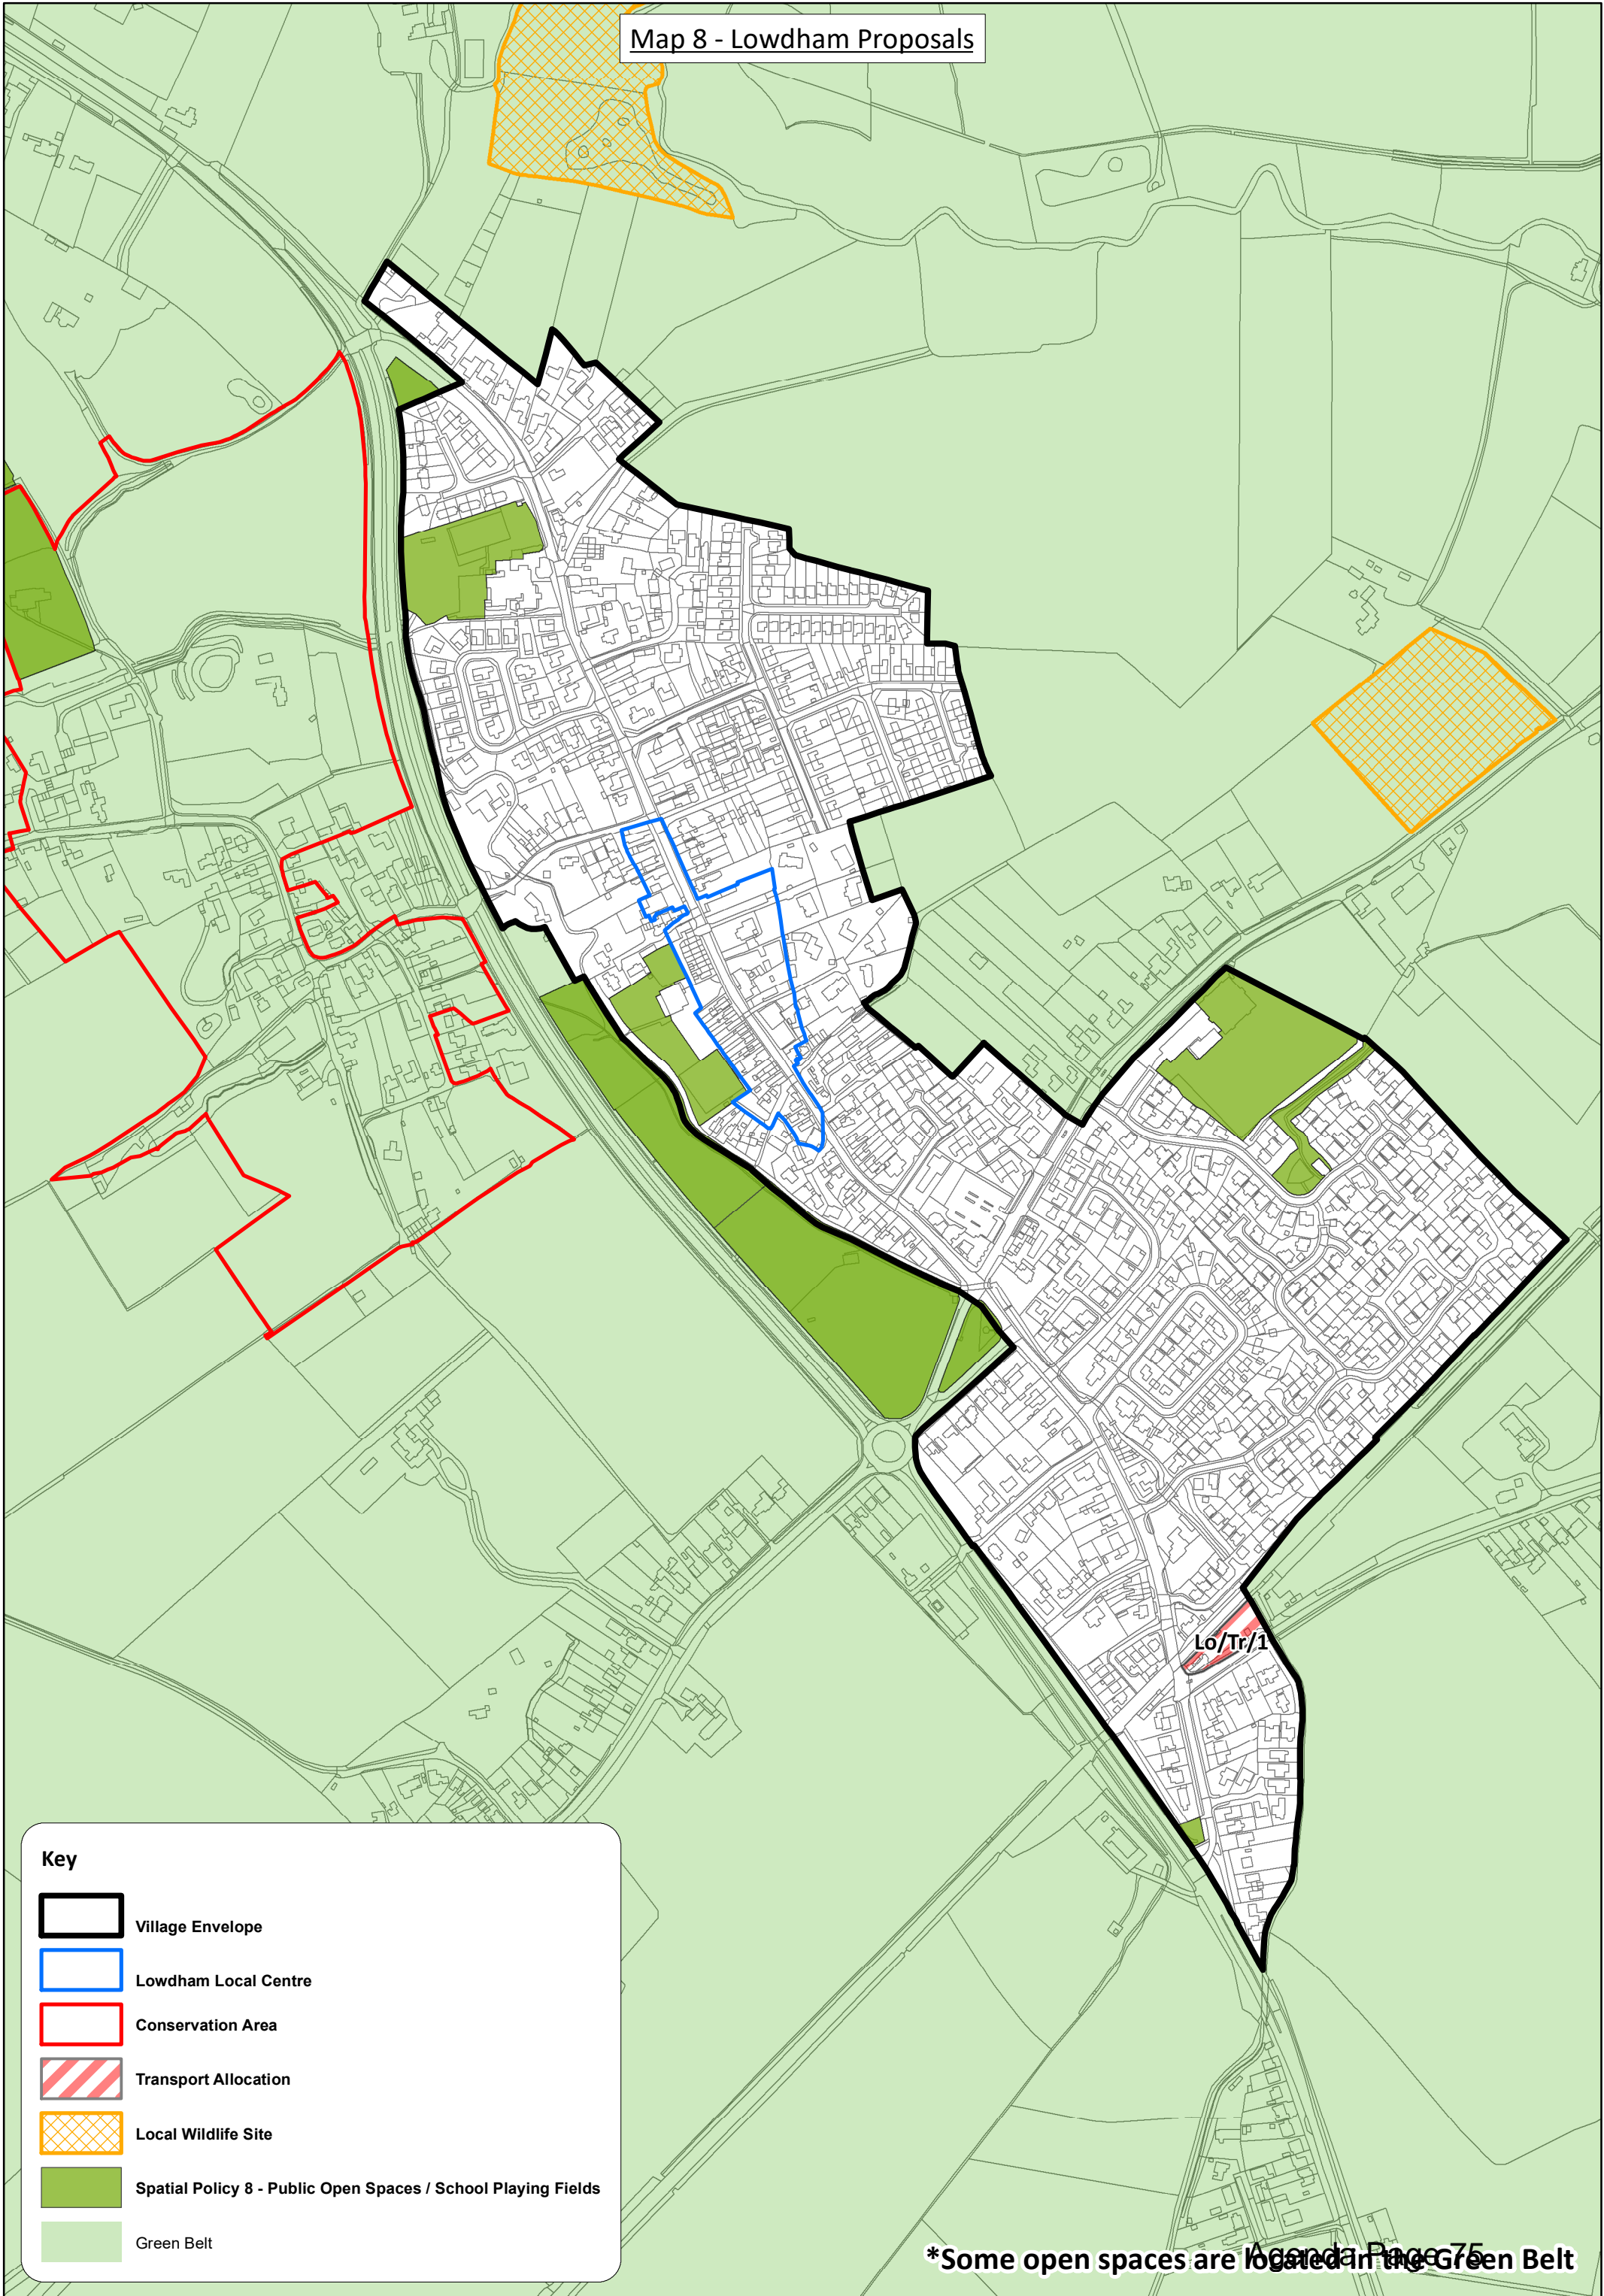 Map 8 - Lowdham Proposals
Lo/Tr/1
Key
Village Envelope
Lowdham Local Centre
Conservation Area
Transport Allocation
Local Wildlife Site
Spatial Policy 8 - Public Open Spaces / School Playing Fields
Green Belt
*Some open spaces are located in the Green Belt
Agenda Page 75